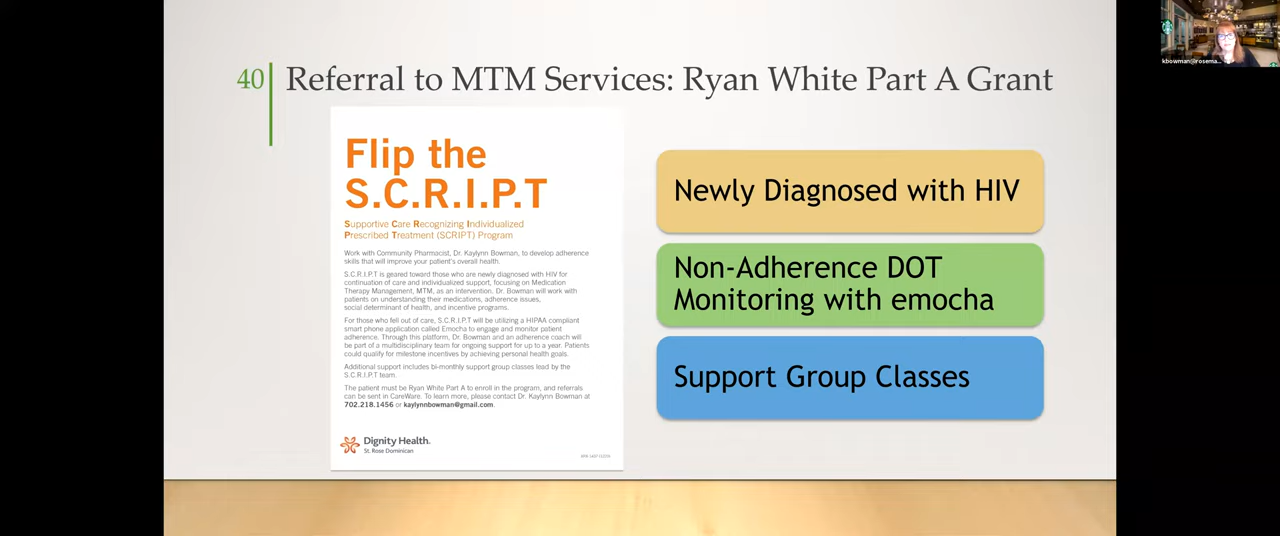 40
Referral to MTM Services: Ryan White Part A Grant
Flip the
S.C.R.I.P.T
Supportive Care Recognizing Individualized
Prescribed Treatment (SCRIPT) Program
Work with Community Pharmacist, Dr. Kaylynn Bowman, to develop adherence
skills that will improve your patient's overall health.
S.C.R.I.P.T is geared toward those who are newly diagnosed with HIV for
continuation of care and individualized support, focusing on Medication
Therapy Management, MTM, as an intervention. Dr. Bowman will work with
patients on understanding their medications, adherence issues,
social determinant of health, and incentive programs.
For those who fell out of care, S.C.R.I.P.T will be utilizing a HIPAA compliant
smart phone application called Emocha to engage and monitor patient
adherence. Through this platform, Dr. Bowman and an adherence coach will
be part of a multidisciplinary team for ongoing support for up to a year. Patients
could qualify for milestone incentives by achieving personal health goals.
Additional support includes bi-monthly support group classes lead by the
S.C.R.I.P.T team.
The patient must be Ryan White Part A to enroll in the program, and referrals
can be sent in CareWare. To learn more, please contact Dr. Kaylynn Bowman at
702.218.1456 or kaylynnbowman@gmail.com.
Dignity Health.
St. Rose Dominican
Newly Diagnosed with HIV
Non-Adherence DOT
Monitoring with emocha
Support Group Classes
kbowman@rosema...